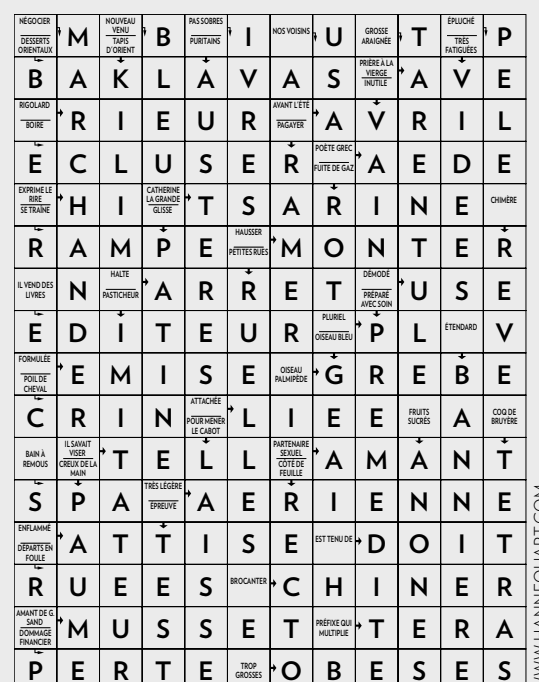 NÉGOCIER DESSERTS ORIENTAUX M NOUVEAU VENU TAPIS D'ORIENT B PAS SOBRES PURITAINS I NOS VOISINS U GROSSE ARAIGNÉE T ÉPLUCHÉ TRÈS FATIGUÉES P
B A K L A V A S PRIÈRE A LA VIERGE INUTILE A V E
RIGOLARD BOIRE R I E U R AVANT L'ÉTÉ PAGAYER A V R I L
E C L U S E R POÈTE GREC FUITE DE GAZ A E D E
EXPRIME LE RIRE SE TRAÎNE H I CATHERINE LA GRANDE GLISSE T S A R I N E CHIMÈRE
R A M P E HAUSSER PETITES RUES M O N T E R
IL VEND DES LIVRES N HALTE PASTICHEUR A R R E T DÉMODÉ PRÉPARÉ AVEC SOIN U S E
E D I T E U R PLURIEL OISEAU BLEU P L ÉTENDARD V
FORMULÉE POIL DE CHEVAL E M I S E OISEAU PALMIPÈDE G R E B E
C R I N ATTACHÉE POUR MENER LE CABOT L I E E FRUITS SUCRÉS A COQ DE BRUYÈRE
BAIN À REMOUS IL SAVAIT VISER CREUX DE LA MAIN T E L L PARTENAIRE SEXUEL CÔTÉ DE FEUILLE A M A N T
S P A TRÈS LÉGÈRE ÉPREUVE A E R I E N N E
ENFLAMMÉ DÉPARTS EN FOULE A T T I S E EST TENU DE D O I T
R U E E S BROCANTER C H I N E R
AMANT DE G. SAND DOMMAGE FINANCIER M U S S E T PRÉFIXE QUI MULTIPLIE T E R A
P E R T E TROP GROSSES O B E S E S